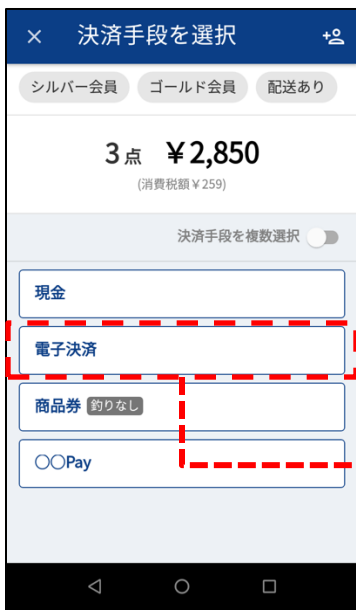 × 決済手段を選択
シルバー会員 ゴールド会員 配送あり
3点 ￥2,850
(消費税額￥259)
決済手段を複数選択
現金
電子決済
商品券 釣りなし
〇〇Pay